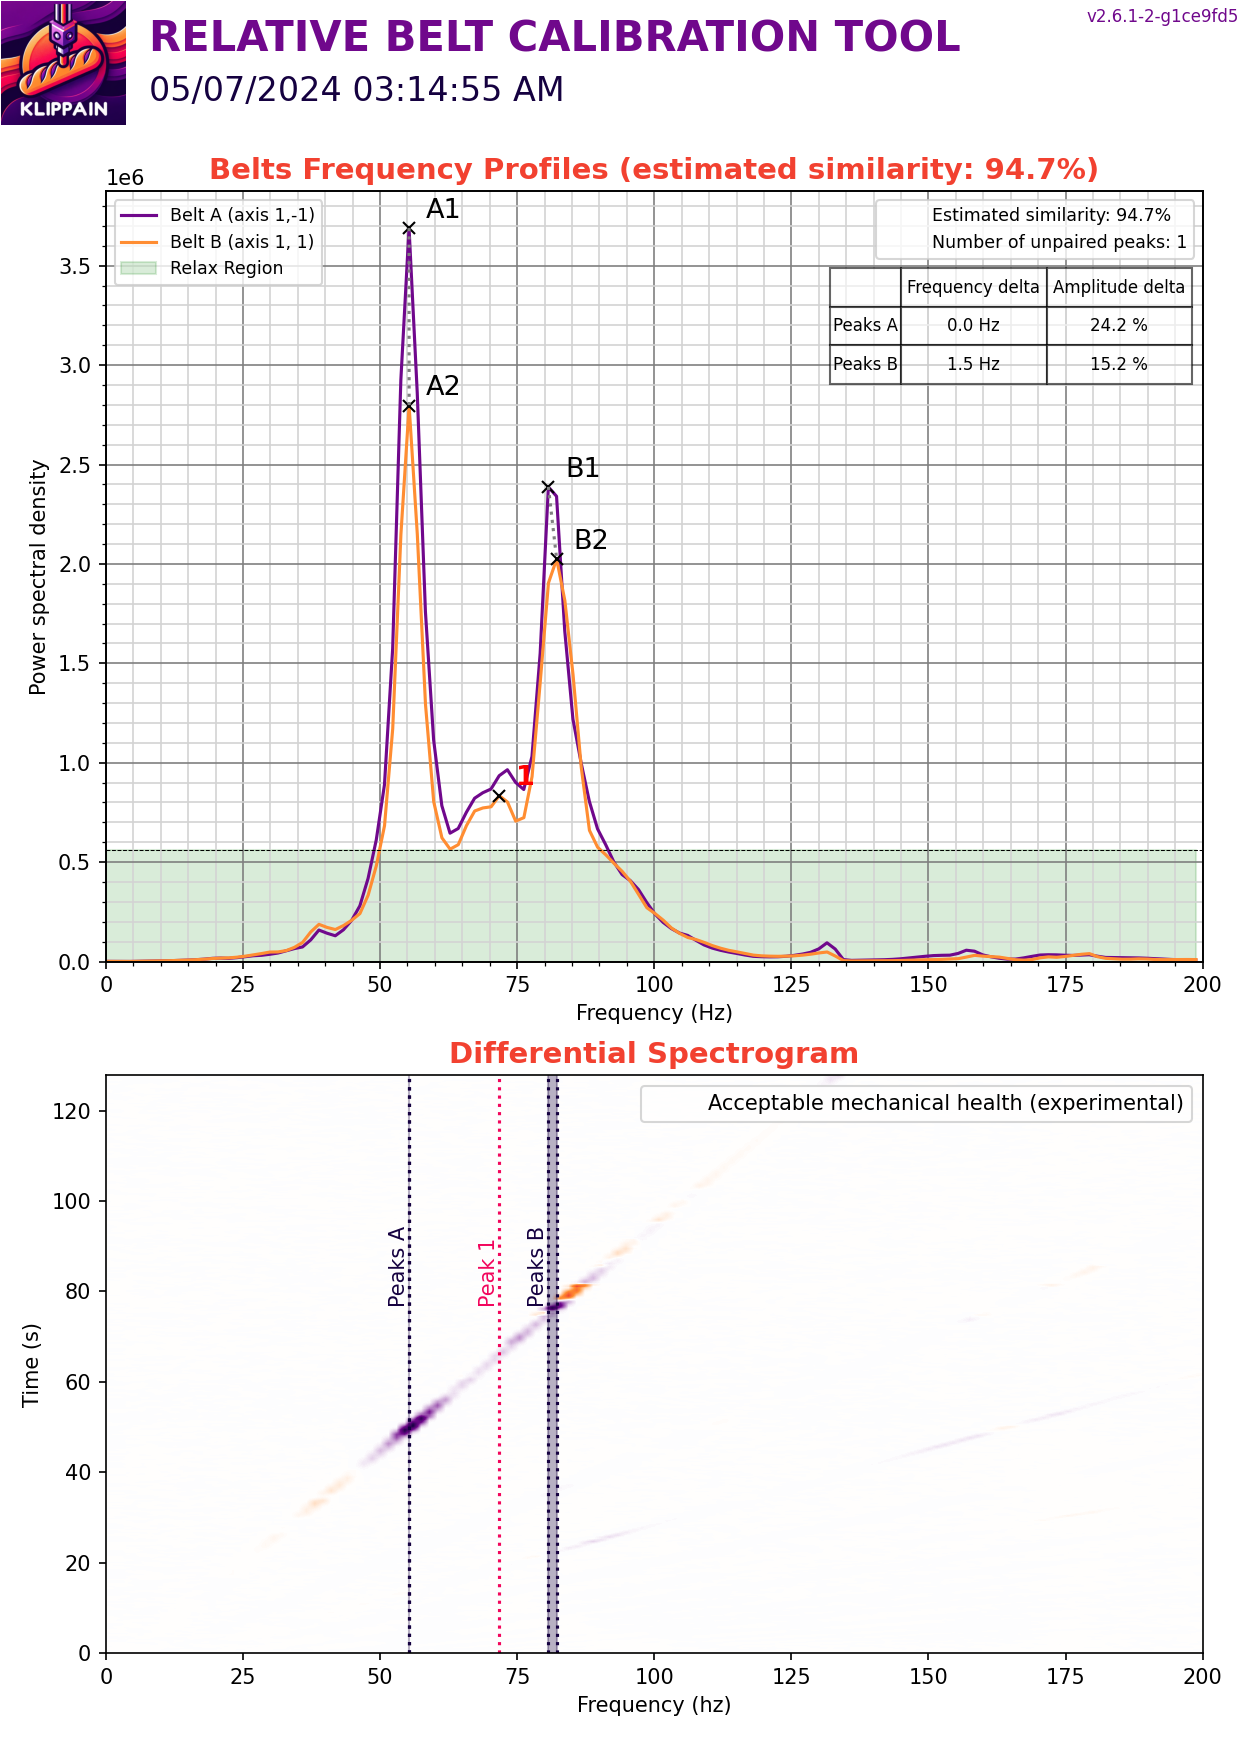 v2.6.1-2-g1ce9fd5
RELATIVE BELT CALIBRATION TOOL
05/07/2024 03:14:55 AM
KLIPPAIN
Belts Frequency Profiles (estimated similarity: 94.7%)
1e6
Belt A (axis 1,-1)
Belt B (axis 1, 1)
Relax Region
Estimated similarity: 94.7%
Number of unpaired peaks: 1
Frequency delta Amplitude delta
Peaks A 0.0 Hz 24.2 %
Peaks B 1.5 Hz 15.2 %
A1
A2
B1
B2
1
Power spectral density
3.5
3.0
2.5
2.0
1.5
1.0
0.5
0.0
0 25 50 75 100 125 150 175 200
Frequency (Hz)
Differential Spectrogram
Acceptable mechanical health (experimental)
Peaks A
Peak 1
Peaks B
Time (s)
120
100
80
60
40
20
0
0 25 50 75 100 125 150 175 200
Frequency (hz)